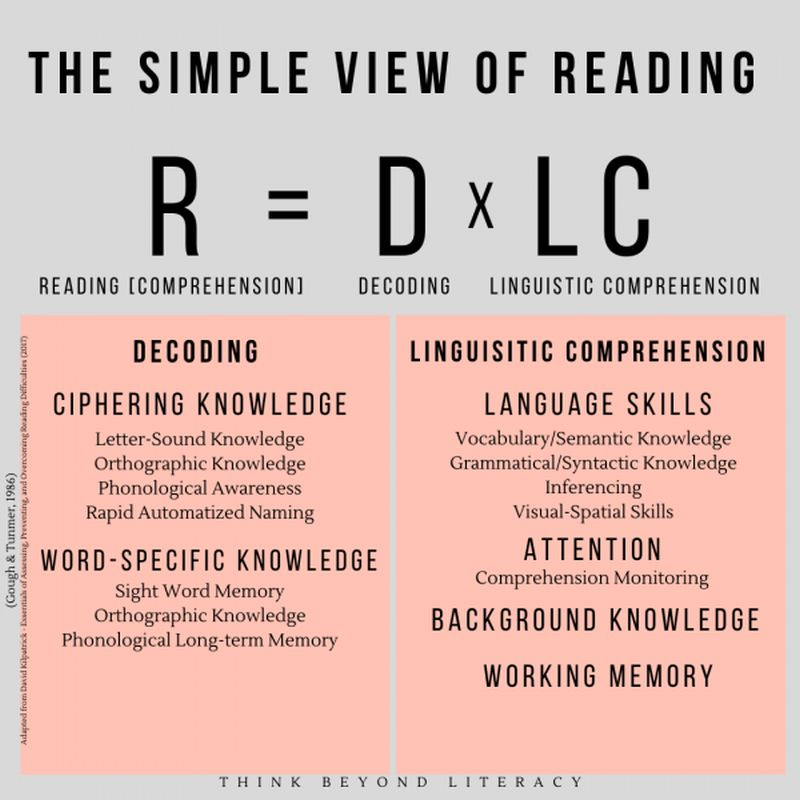 THE SIMPLE VIEW OF READING
R = D x LC
READING [COMPREHENSION] DECODING LINGUISTIC COMPREHENSION
DECODING
CIPHERING KNOWLEDGE
Letter-Sound Knowledge
Orthographic Knowledge
Phonological Awareness
Rapid Automatized Naming
WORD-SPECIFIC KNOWLEDGE
Sight Word Memory
Orthographic Knowledge
Phonological Long-term Memory
LINGUISITIC COMPREHENSION
LANGUAGE SKILLS
Vocabulary/Semantic Knowledge
Grammatical/Syntactic Knowledge
Inferencing
Visual-Spatial Skills
ATTENTION
Comprehension Monitoring
BACKGROUND KNOWLEDGE
WORKING MEMORY
(Gough & Tunmer, 1986)
Adapted from David Kilpatrick - Essentials of Assessing, Preventing, and Overcoming Reading Difficulties (2017)
THINK BEYOND LITERACY